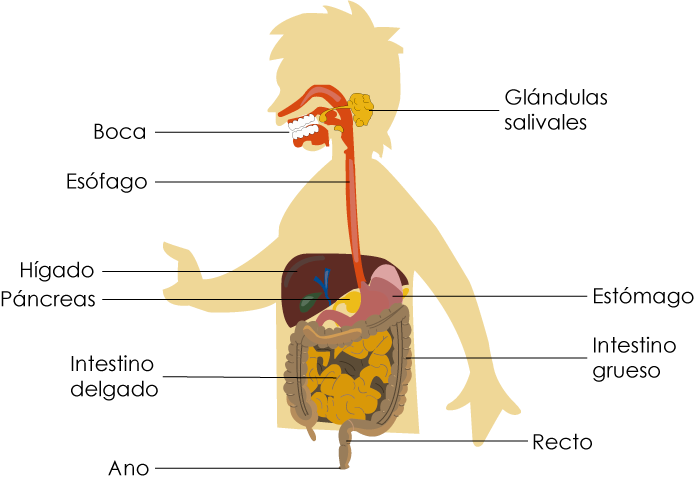 Glándulas
salivales
Boca
Esófago
Hígado
Páncreas
Estómago
Intestino
grueso
Intestino
delgado
Recto
Ano